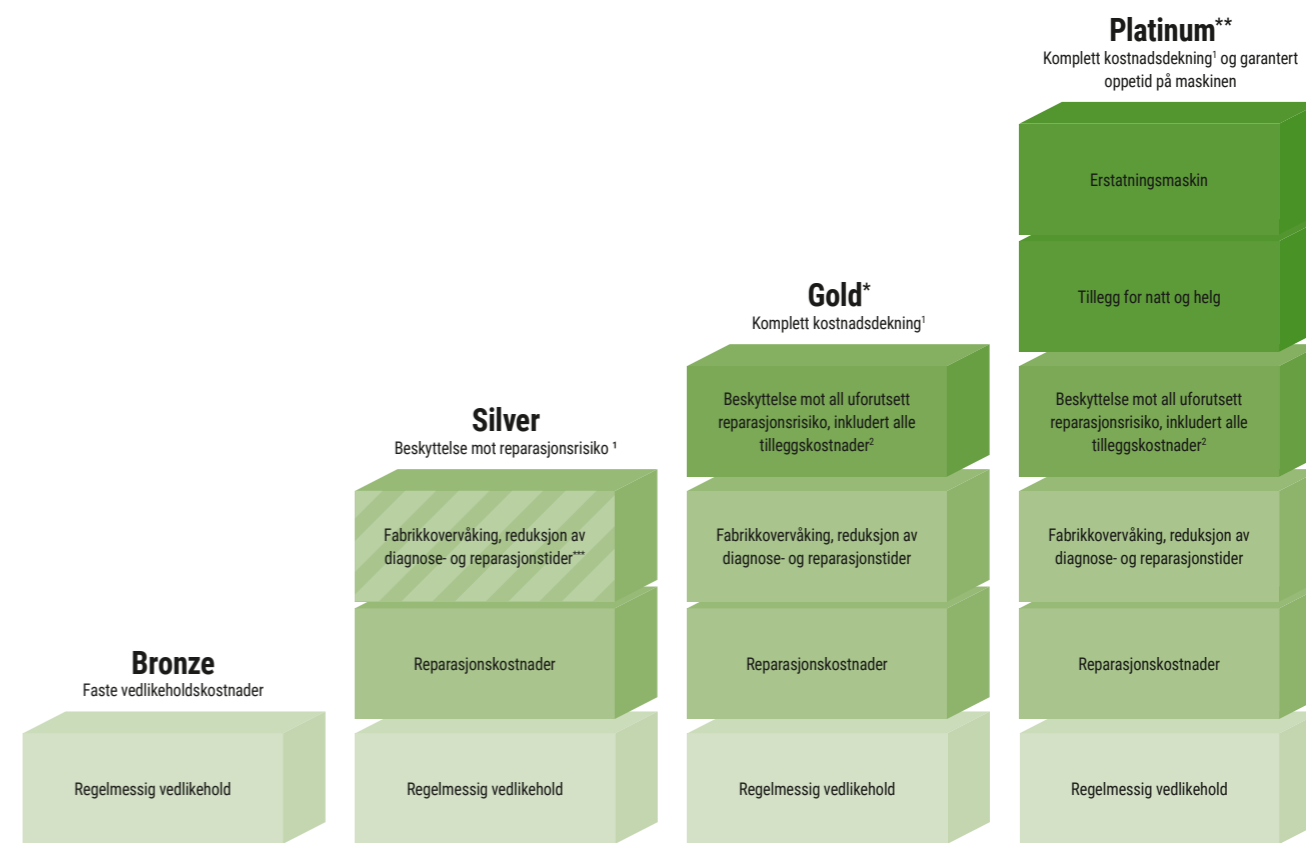 Platinum**
Komplett kostnadsdekning¹ og garantert
oppetid på maskinen
Erstatningsmaskin
Tillegg for natt og helg
Beskyttelse mot all uforutsett
reparasjonsrisiko, inkludert alle
tilleggskostnader²
Fabrikkovervåking, reduksjon av
diagnose- og reparasjonstider
Reparasjonskostnader
Regelmessig vedlikehold
Gold*
Komplett kostnadsdekning¹
Beskyttelse mot all uforutsett
reparasjonsrisiko, inkludert alle
tilleggskostnader²
Fabrikkovervåking, reduksjon av
diagnose- og reparasjonstider
Reparasjonskostnader
Regelmessig vedlikehold
Silver
Beskyttelse mot reparasjonsrisiko ¹
Fabrikkovervåking, reduksjon av
diagnose- og reparasjonstider***
Reparasjonskostnader
Regelmessig vedlikehold
Bronze
Faste vedlikeholdskostnader
Regelmessig vedlikehold